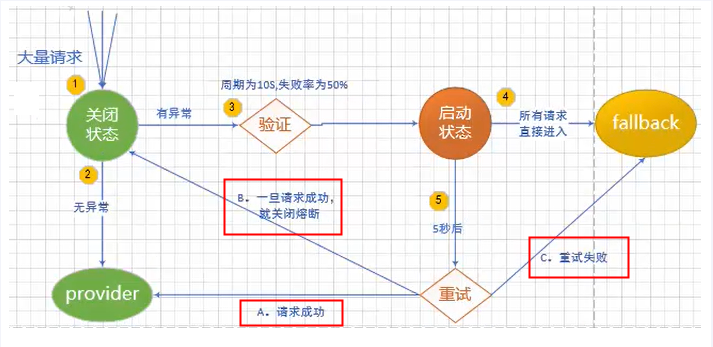 大量请求
1
关闭
状态
有异常
周期为10S,失败率为50%
3
验证
启动
状态
4
所有请求
直接进入
fallback
2
无异常
B. 一旦请求成功，
就关闭熔断
5
5秒后
C. 重试失败
provider
重试
A. 请求成功